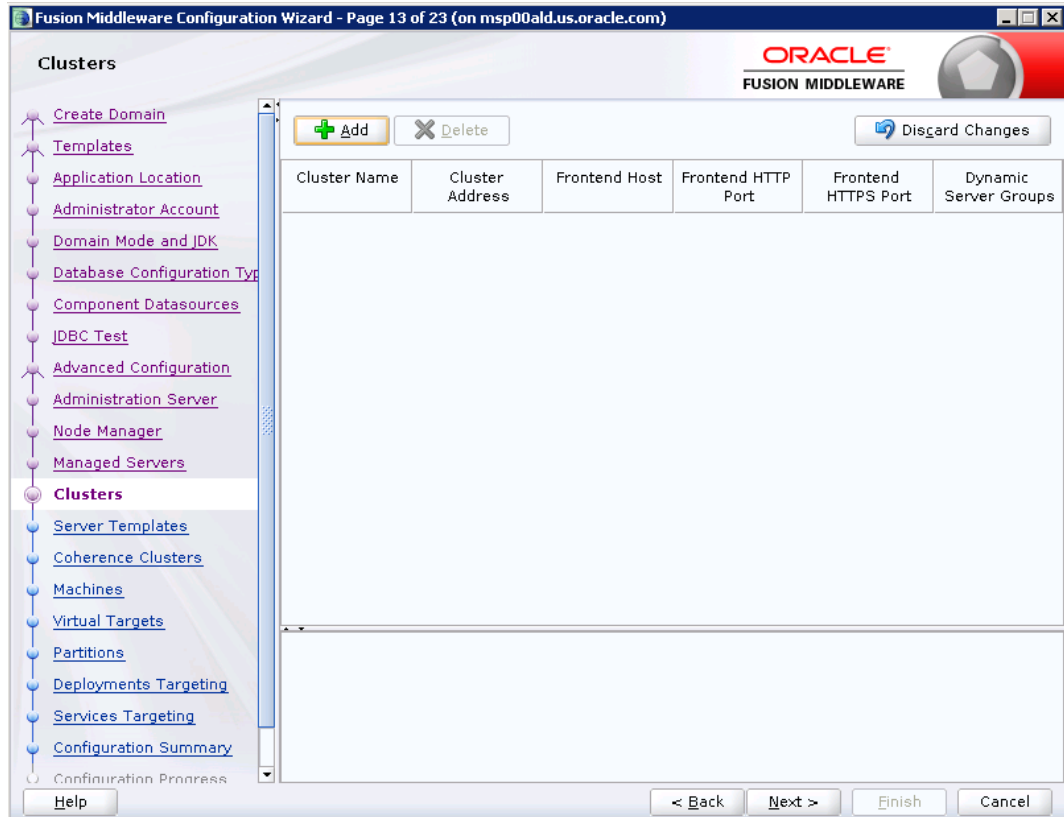 Fusion Middleware Configuration Wizard - Page 13 of 23 (on msp00ald.us.oracle.com)
Clusters
ORACLE
FUSION MIDDLEWARE
Create Domain
Templates
Application Location
Administrator Account
Domain Mode and JDK
Database Configuration Typ
Component Datasources
JDBC Test
Advanced Configuration
Administration Server
Node Manager
Managed Servers
Clusters
Server Templates
Coherence Clusters
Machines
Virtual Targets
Partitions
Deployments Targeting
Services Targeting
Configuration Summary
Configuration Progress
Add Delete Discard Changes
Cluster Name Cluster Address Frontend Host Frontend HTTP Port Frontend HTTPS Port Dynamic Server Groups
Help < Back Next > Finish Cancel